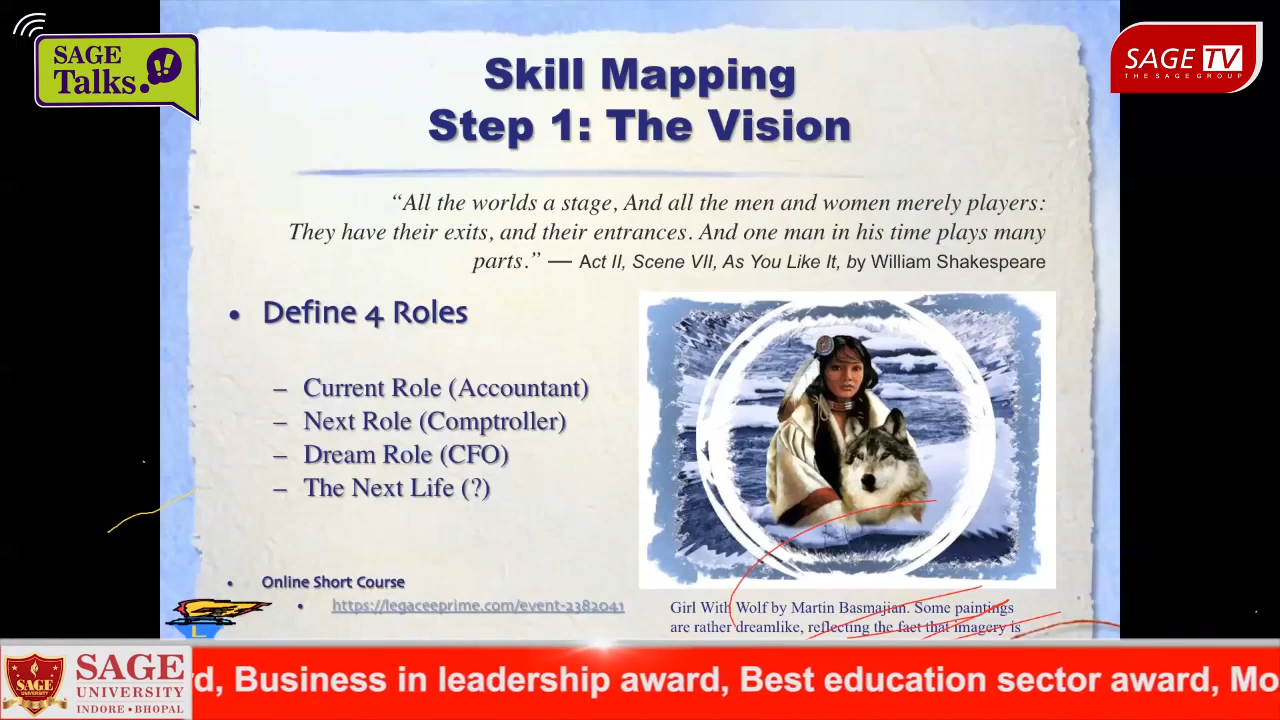 SAGE
Talks.
SAGE TV
THE SAGE GROUP
Skill Mapping
Step 1: The Vision
“All the worlds a stage, And all the men and women merely players:
They have their exits, and their entrances. And one man in his time plays many
parts.” — Act II, Scene VII, As You Like It, by William Shakespeare
• Define 4 Roles
– Current Role (Accountant)
– Next Role (Comptroller)
– Dream Role (CFO)
– The Next Life (?)
• Online Short Course
• https://legaceeprime.com/event-2382041
Girl With Wolf by Martin Basmajian. Some paintings
are rather dreamlike, reflecting the fact that imagery is
SAGE
UNIVERSITY
SAGE
UNIVERSITY
INDORE • BHOPAL
rd, Business in leadership award, Best education sector award, Mo